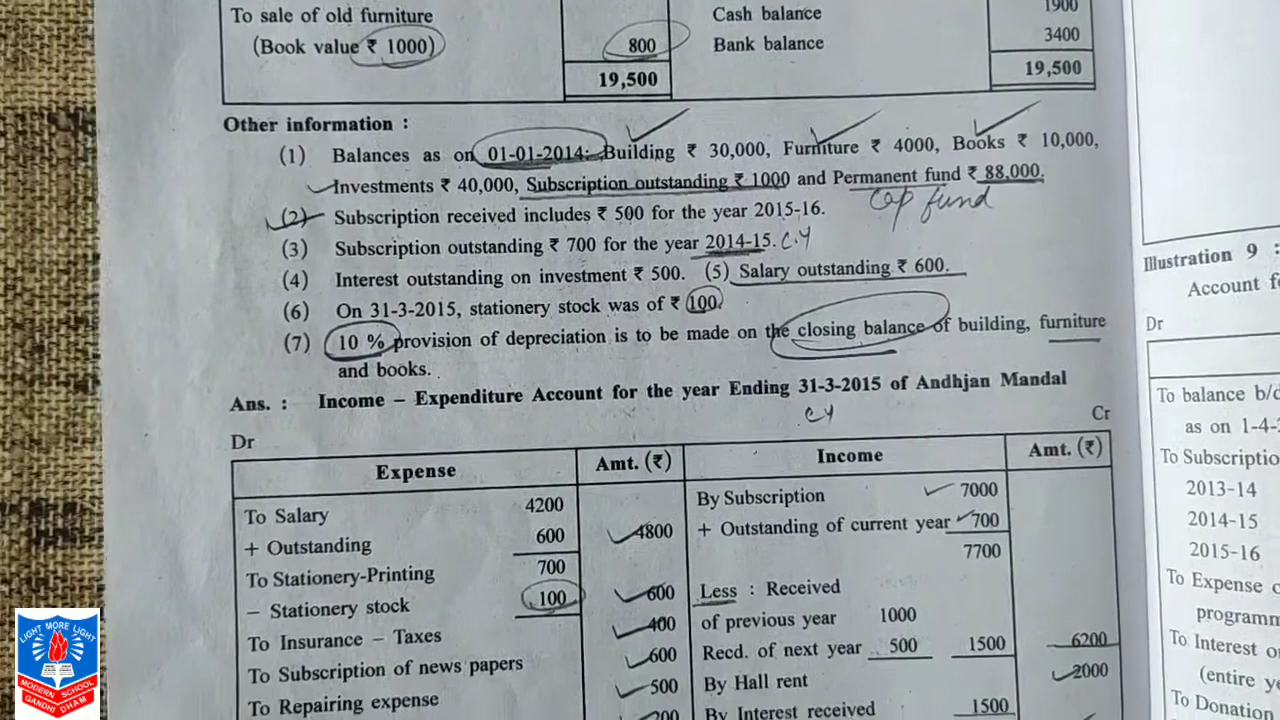 To sale of old furniture
(Book value ₹ 1000)
800
19,500
Cash balance 1900
Bank balance 3400
19,500
Other information :
(1) Balances as on 01-01-2014: Building ₹ 30,000, Furniture ₹ 4000, Books ₹ 10,000,
Investments ₹ 40,000, Subscription outstanding ₹ 1000 and Permanent fund ₹ 88,000.
Cap fund
(2) Subscription received includes ₹ 500 for the year 2015-16.
(3) Subscription outstanding ₹ 700 for the year 2014-15. C.Y
(4) Interest outstanding on investment ₹ 500. (5) Salary outstanding ₹ 600.
(6) On 31-3-2015, stationery stock was of ₹ 100.
(7) 10 % provision of depreciation is to be made on the closing balance of building, furniture
and books.
Ans. : Income – Expenditure Account for the year Ending 31-3-2015 of Andhjan Mandal
CY
Dr Cr
Expense Amt. (₹) Income Amt. (₹)
To Salary 4200
+ Outstanding 600 4800
To Stationery-Printing 700
– Stationery stock 100 600
To Insurance – Taxes 400
To Subscription of news papers 600
To Repairing expense 500
200
By Subscription 7000
+ Outstanding of current year 700
7700
Less : Received
of previous year 1000
Recd. of next year 500 1500 6200
By Hall rent 2000
By Interest received 1500
Illustration 9 :
Account
Dr
To balance b/d
as on
To
2013-14
2014-15
2015-16
To Expense
To Interest
(entire
To Donation
LIGHT MORE LIGHT
MODERN SCHOOL
GANDHIDHAM